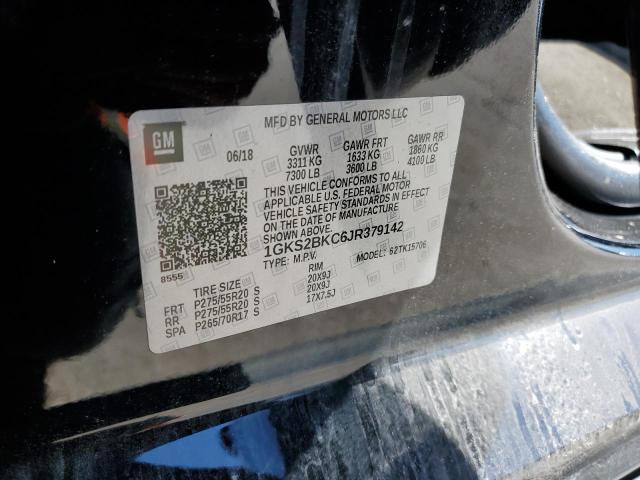 MFD BY GENERAL MOTORS LLC
GM
06/18
GVWR GAWR FRT GAWR RR
3311 KG 1633 KG 1860 KG
7300 LB 3600 LB 4100 LB
THIS VEHICLE CONFORMS TO ALL
APPLICABLE U.S. FEDERAL MOTOR
VEHICLE SAFETY STANDARDS IN EFFECT
ON THE DATE OF MANUFACTURE
SHOWN ABOVE.
1GKS2BKC6JR379142
TYPE: M.P.V. MODEL: 62TK15706
8555
TIRE SIZE RIM
FRT P275/55R20 S 20X9J
RR P275/55R20 S 20X9J
SPA P265/70R17 S 17X7.5J